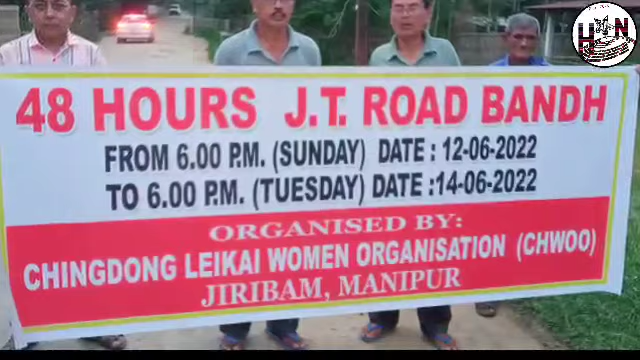 48 HOURS J.T. ROAD BANDH
FROM 6.00 P.M. (SUNDAY) DATE : 12-06-2022
TO 6.00 P.M. (TUESDAY) DATE :14-06-2022
ORGANISED BY:
CHINGDONG LEIKAI WOMEN ORGANISATION (CHWOO)
JIRIBAM, MANIPUR